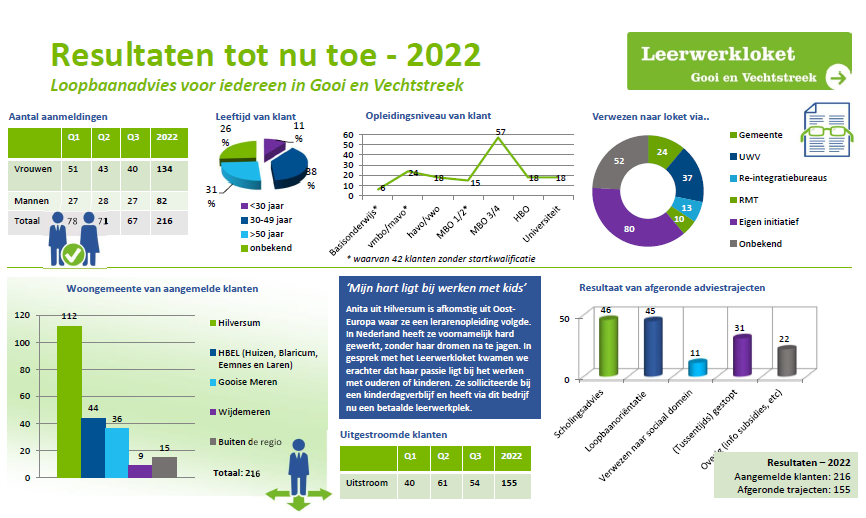 Resultaten tot nu toe - 2022
Loopbaanadvies voor iedereen in Gooi en Vechtstreek
Leerwerkloket
Gooi en Vechtstreek
Aantal aanmeldingen
Q1 Q2 Q3 2022
Vrouwen 51 43 40 134
Mannen 27 28 27 82
Totaal 78 71 67 216
Leeftijd van klant
26 %
11 %
38 %
31 %
<30 jaar
30-49 jaar
>50 jaar
onbekend
Opleidingsniveau van klant
60
50
40
30
20
10
0
6 24 18 15 57 18 18
Basisonderwijs*
vmbo/mavo*
havo/vwo
MBO 1/2*
MBO 3/4
HBO
Universiteit
* waarvan 42 klanten zonder startkwalificatie
Verwezen naar loket via..
24
37
13
10
80
52
Gemeente
UWV
Re-integratiebureaus
RMT
Eigen initiatief
Onbekend
Woongemeente van aangemelde klanten
120
100
80
60
40
20
0
112
44
36
9
15
Hilversum
HBEL (Huizen, Blaricum,
Eemnes en Laren)
Gooise Meren
Wijdemeren
Buiten de regio
Totaal: 216
‘Mijn hart ligt bij werken met kids’
Anita uit Hilversum is afkomstig uit Oost-
Europa waar ze een lerarenopleiding volgde.
In Nederland heeft ze voornamelijk hard
gewerkt, zonder haar dromen na te jagen. In
gesprek met het Leerwerkloket kwamen we
erachter dat haar passie ligt bij het werken
met ouderen of kinderen. Ze solliciteerde bij
een kinderdagverblijf en heeft via dit bedrijf
nu een betaalde leerwerkplek.
Uitgestroomde klanten
Q1 Q2 Q3 2022
Uitstroom 40 61 54 155
Resultaat van afgeronde adviestrajecten
50
0
46
45
11
31
22
Scholingsadvies
Loopbaanoriëntatie
Verwezen naar sociaal domein
(Tussentijds) gestopt
Overig (info subsidies, etc)
Resultaten – 2022
Aangemelde klanten: 216
Afgeronde trajecten: 155